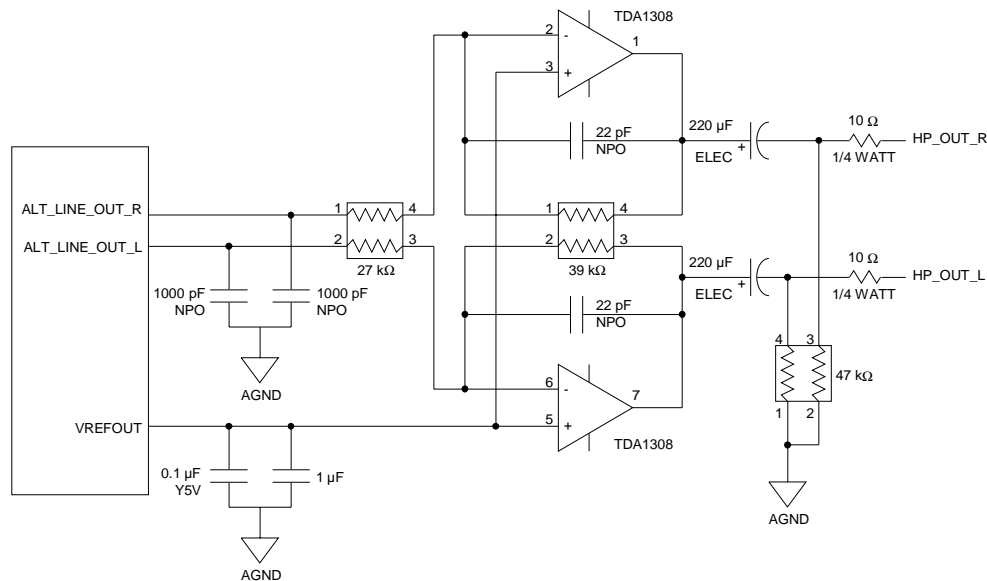 TDA1308
2
-
1
3
+
22 pF
NPO
220 µF
ELEC
+
10 Ω
1/4 WATT
HP_OUT_R
ALT_LINE_OUT_R
1
4
1
4
ALT_LINE_OUT_L
2
3
2
3
27 kΩ
39 kΩ
220 µF
ELEC
+
10 Ω
1/4 WATT
HP_OUT_L
1000 pF
NPO
1000 pF
NPO
22 pF
NPO
AGND
4
3
47 kΩ
1
2
6
-
7
5
+
TDA1308
VREFOUT
0.1 µF
Y5V
1 µF
AGND
AGND